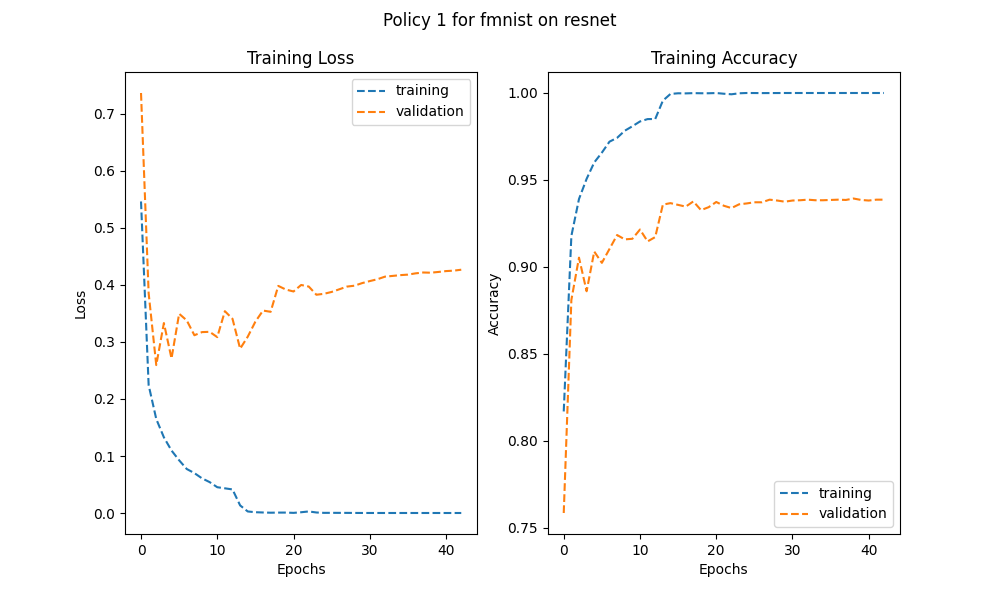 Policy 1 for fmnist on resnet
Training Loss
training
validation
0.7
0.6
0.5
0.4
0.3
0.2
0.1
0.0
Loss
0 10 20 30 40
Epochs
Training Accuracy
1.00
0.95
0.90
0.85
0.80
0.75
Accuracy
training
validation
0 10 20 30 40
Epochs